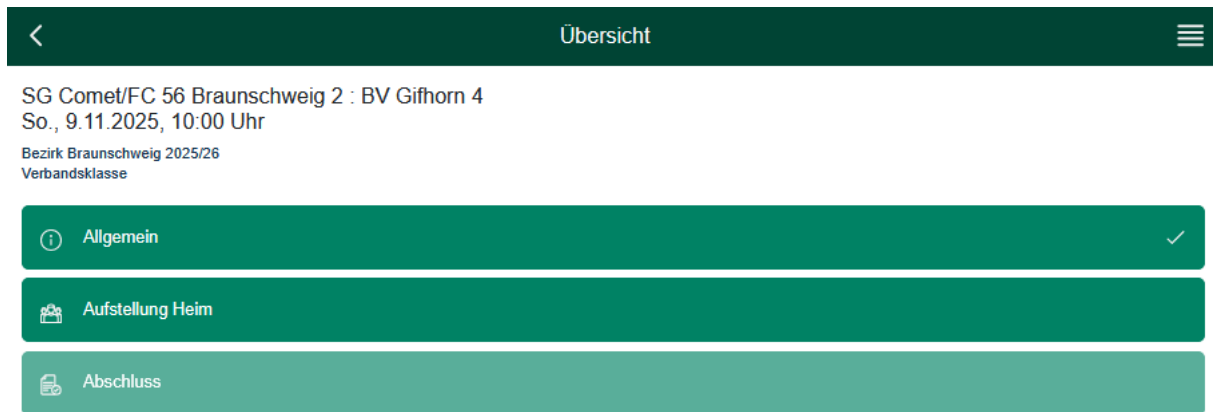 Übersicht
SG Comet/FC 56 Braunschweig 2 : BV Gifhorn 4
So., 9.11.2025, 10:00 Uhr
Bezirk Braunschweig 2025/26
Verbandsklasse
Allgemein
Aufstellung Heim
Abschluss